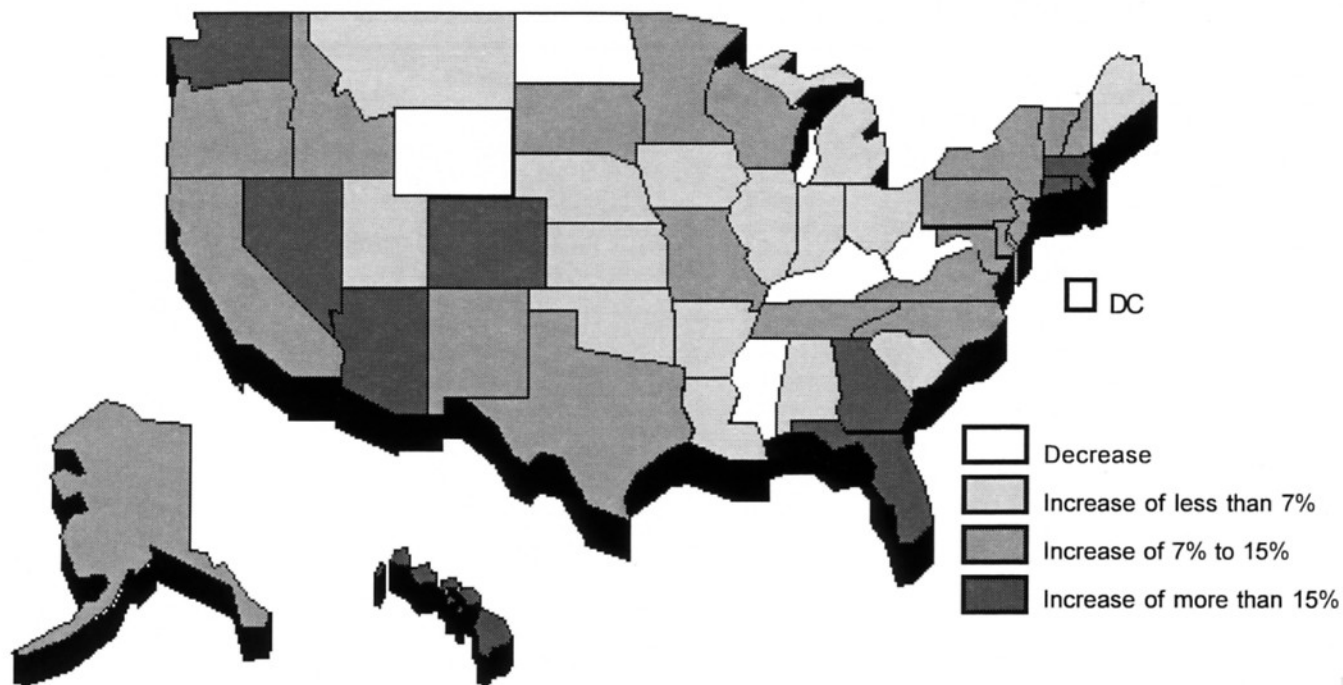 DC
Decrease
Increase of less than 7%
Increase of 7% to 15%
Increase of more than 15%